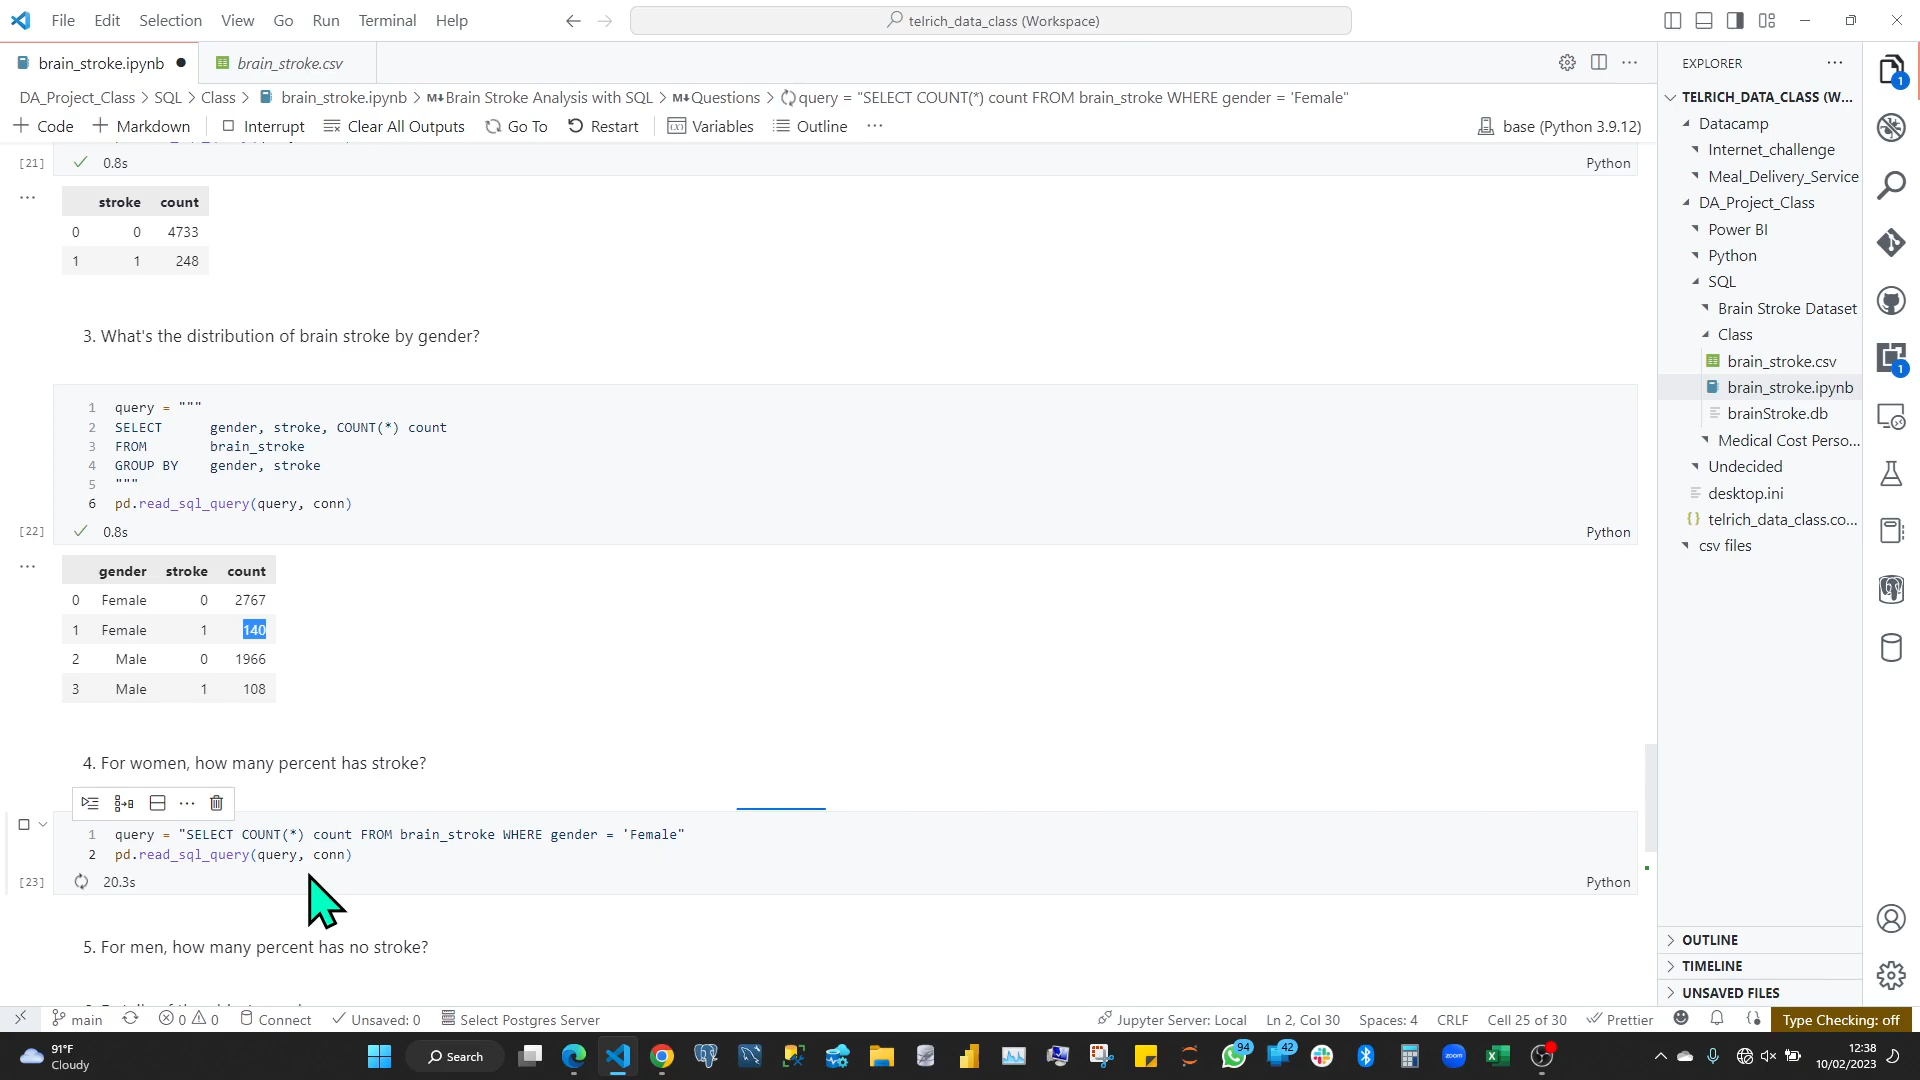 File Edit Selection View Go Run Terminal Help
telrich_data_class (Workspace)
brain_stroke.ipynb
brain_stroke.csv
DA_Project_Class > SQL > Class > brain_stroke.ipynb > M↓Brain Stroke Analysis with SQL > M↓Questions > query = "SELECT COUNT(*) count FROM brain_stroke WHERE gender = 'Female"
Code Markdown Interrupt Clear All Outputs Go To Restart Variables Outline ...
base (Python 3.9.12)
[21] 0.8s Python
stroke count
0 0 4733
1 1 248
3. What's the distribution of brain stroke by gender?
1 query = """
2 SELECT gender, stroke, COUNT(*) count
3 FROM brain_stroke
4 GROUP BY gender, stroke
5 """
6 pd.read_sql_query(query, conn)
[22] 0.8s Python
gender stroke count
0 Female 0 2767
1 Female 1 140
2 Male 0 1966
3 Male 1 108
4. For women, how many percent has stroke?
1 query = "SELECT COUNT(*) count FROM brain_stroke WHERE gender = 'Female"
2 pd.read_sql_query(query, conn)
[23] 20.3s Python
5. For men, how many percent has no stroke?
EXPLORER
TELRICH_DATA_CLASS (W...
Datacamp
Internet_challenge
Meal_Delivery_Service
DA_Project_Class
Power BI
Python
SQL
Brain Stroke Dataset
Class
brain_stroke.csv
brain_stroke.ipynb
brainStroke.db
Medical Cost Perso...
Undecided
desktop.ini
telrich_data_class.co...
csv files
OUTLINE
TIMELINE
UNSAVED FILES
1
1
main 0 0 Connect Unsaved: 0 Select Postgres Server
Jupyter Server: Local Ln 2, Col 30 Spaces: 4 CRLF Cell 25 of 30 Prettier Type Checking: off
91°F
Cloudy
Search
94
42
zoom
12:38
10/02/2023